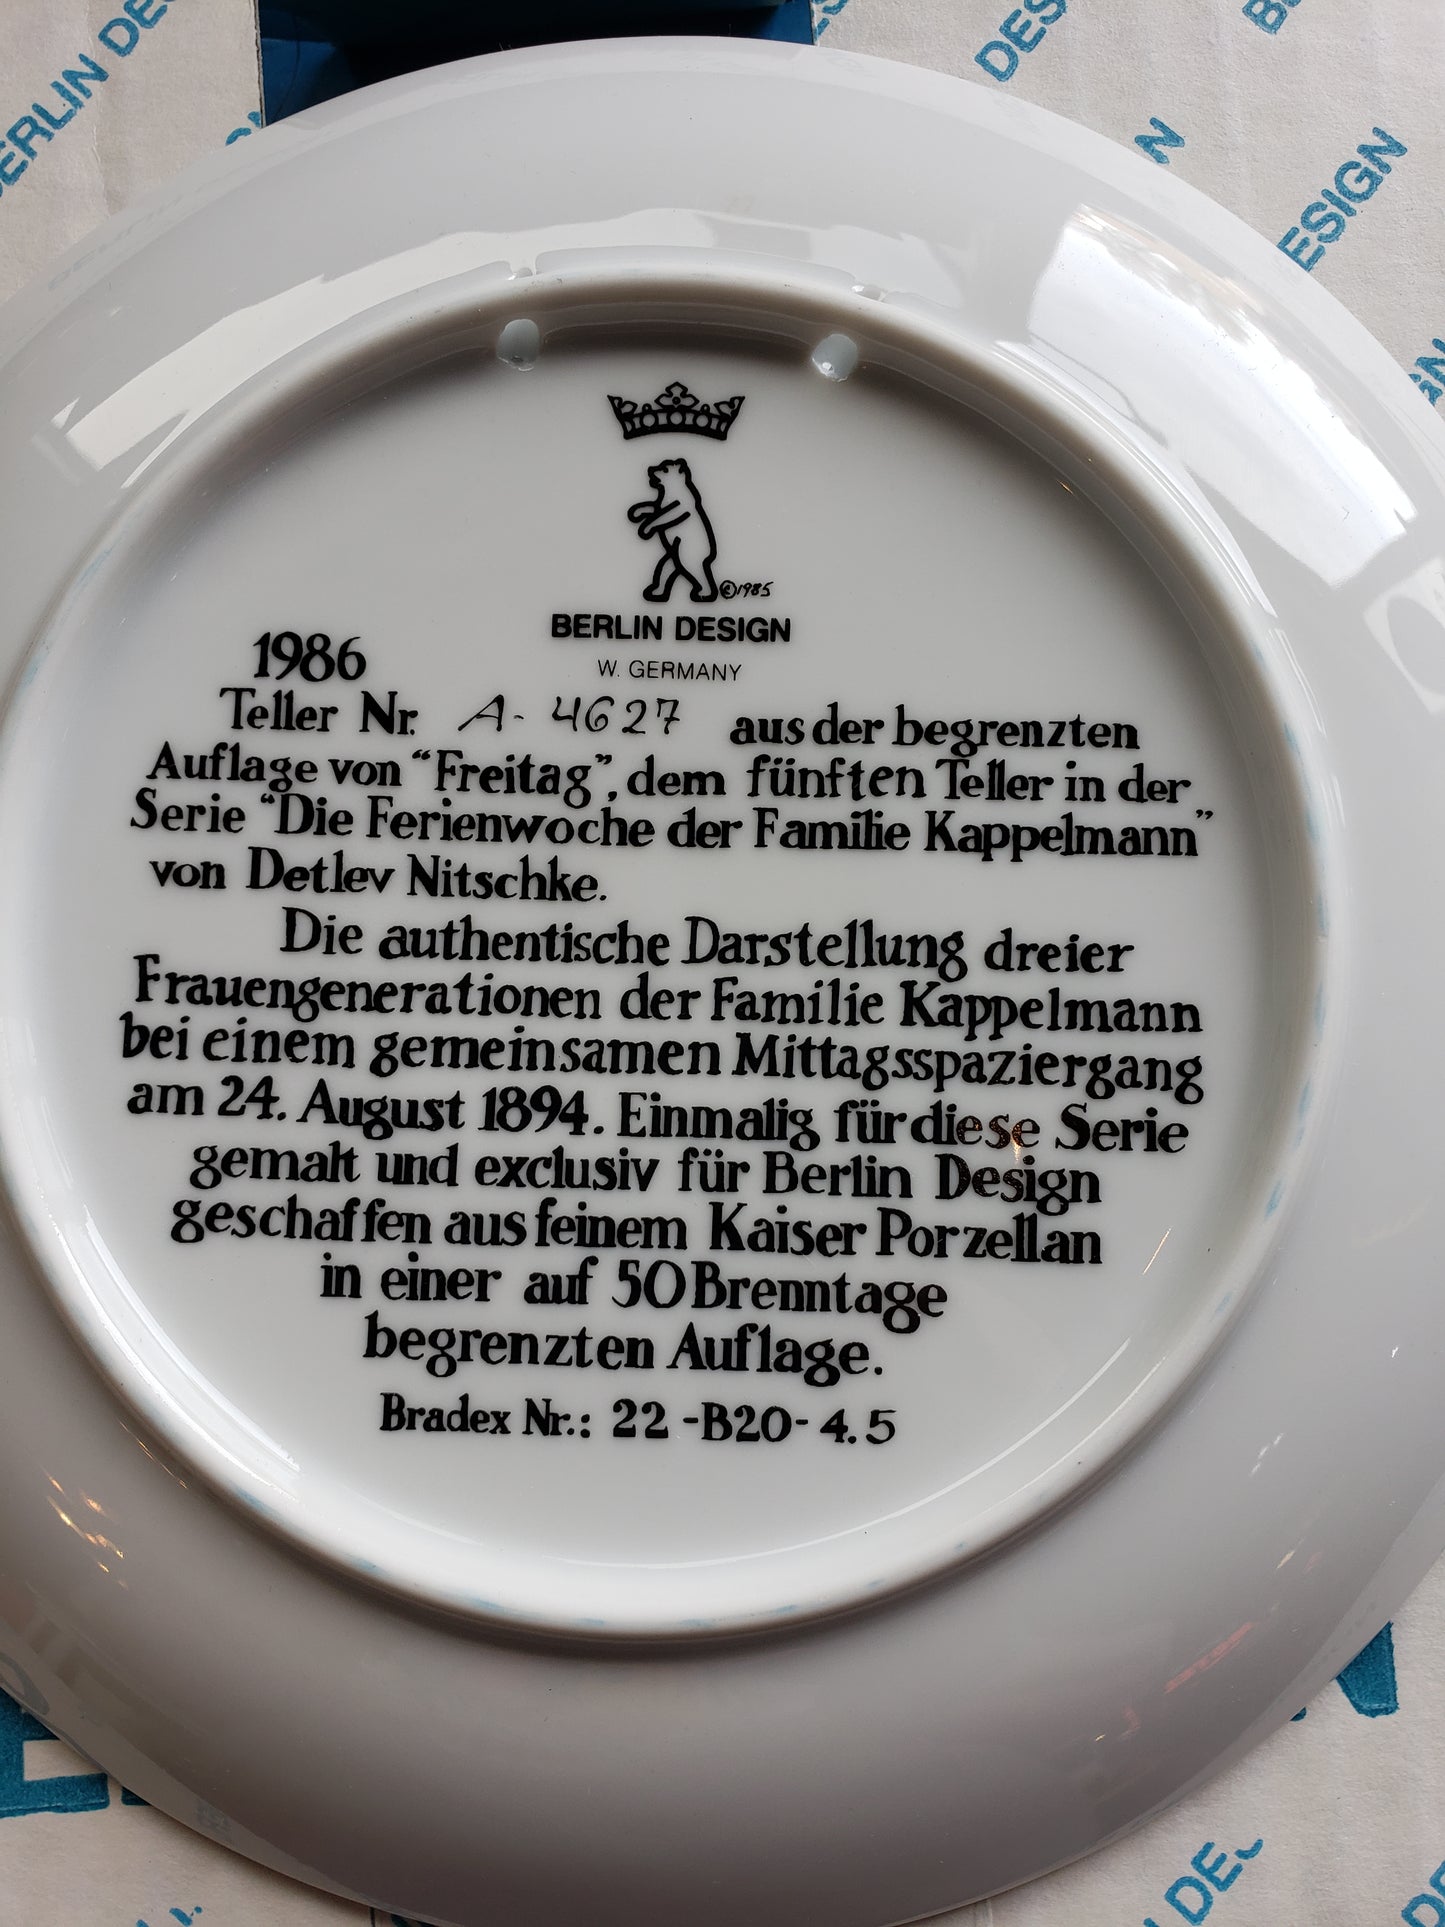 BERLIN DE
DES
BE
DESIGN
©1985
BERLIN DESIGN
W. GERMANY
1986
Teller Nr. A-4627 aus der begrenzten
Auflage von “Freitag”, dem fünften Teller in der
Serie “Die Ferienwoche der Familie Kappelmann”
von Detlev Nitschke.
Die authentische Darstellung dreier
Frauengenerationen der Familie Kappelmann
bei einem gemeinsamen Mittagsspaziergang
am 24. August 1894. Einmalig für diese Serie
gemalt und exclusiv für Berlin Design
geschaffen aus feinem Kaiser Porzellan
in einer auf 50 Brenntage
begrenzten Auflage.
Bradex Nr.: 22-B20-4.5